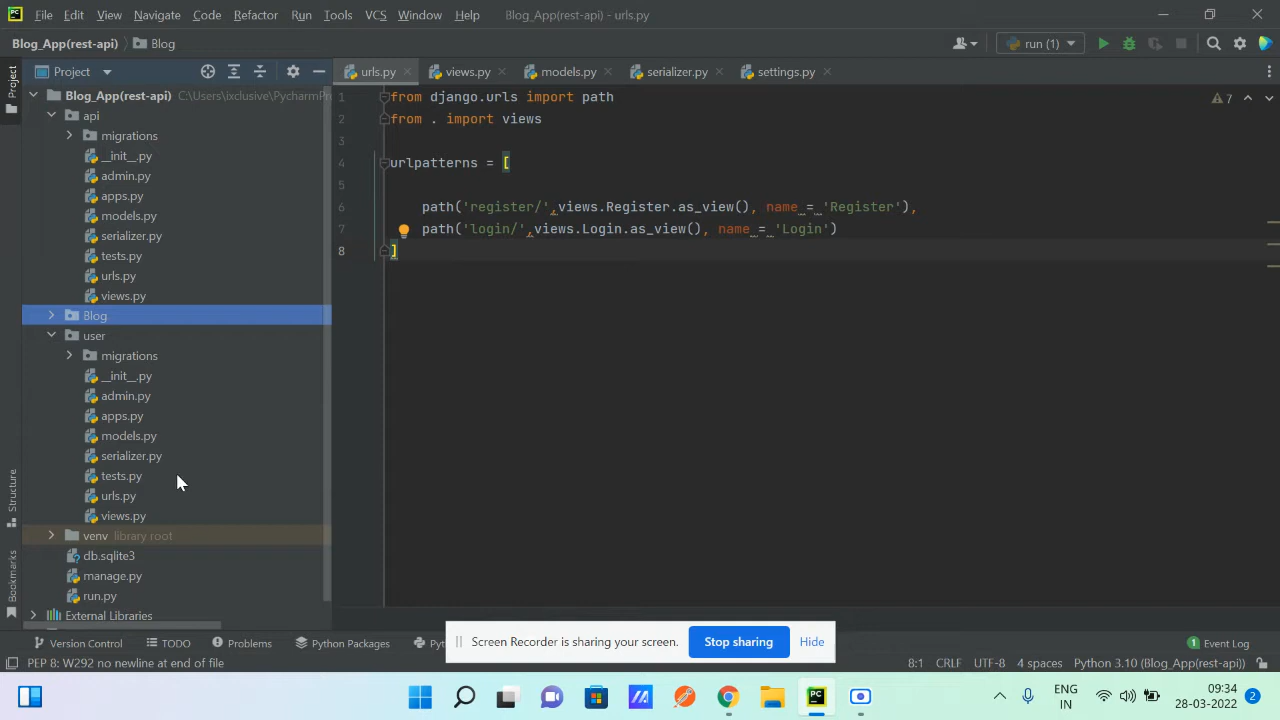 PC File Edit View Navigate Code Refactor Run Tools VCS Window Help Blog_App(rest-api) - urls.py
Blog_App(rest-api) Blog run (1)
Project urls.py views.py models.py serializer.py settings.py
Project
Blog_App(rest-api) C:\Users\ixclusive\PycharmPr
api
migrations
__init__.py
admin.py
apps.py
models.py
serializer.py
tests.py
urls.py
views.py
Blog
user
migrations
__init__.py
admin.py
apps.py
models.py
serializer.py
tests.py
urls.py
views.py
venv library root
db.sqlite3
manage.py
run.py
External Libraries
Structure
Bookmarks
1 from django.urls import path
2 from . import views
3
4 urlpatterns = [
5
6 path('register/',views.Register.as_view(), name = 'Register'),
7 path('login/',views.Login.as_view(), name = 'Login')
8 ]
7
Screen Recorder is sharing your screen. Stop sharing Hide
Version Control TODO Problems Python Packages Event Log
PEP 8: W292 no newline at end of file 8:1 CRLF UTF-8 4 spaces Python 3.10 (Blog_App(rest-api))
PC
ENG
IN
09:34
28-03-2022
2